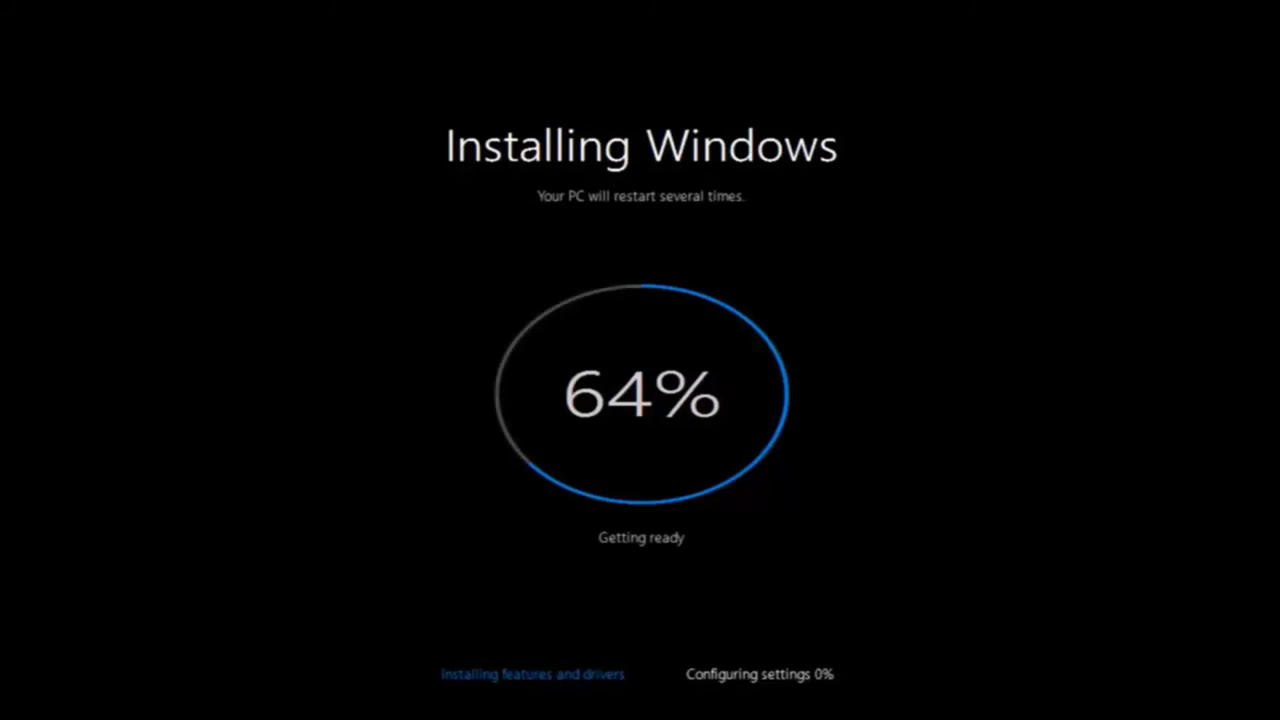 Installing Windows
Your PC will restart several times.
64%
Getting ready
Installing features and drivers
Configuring settings 0%